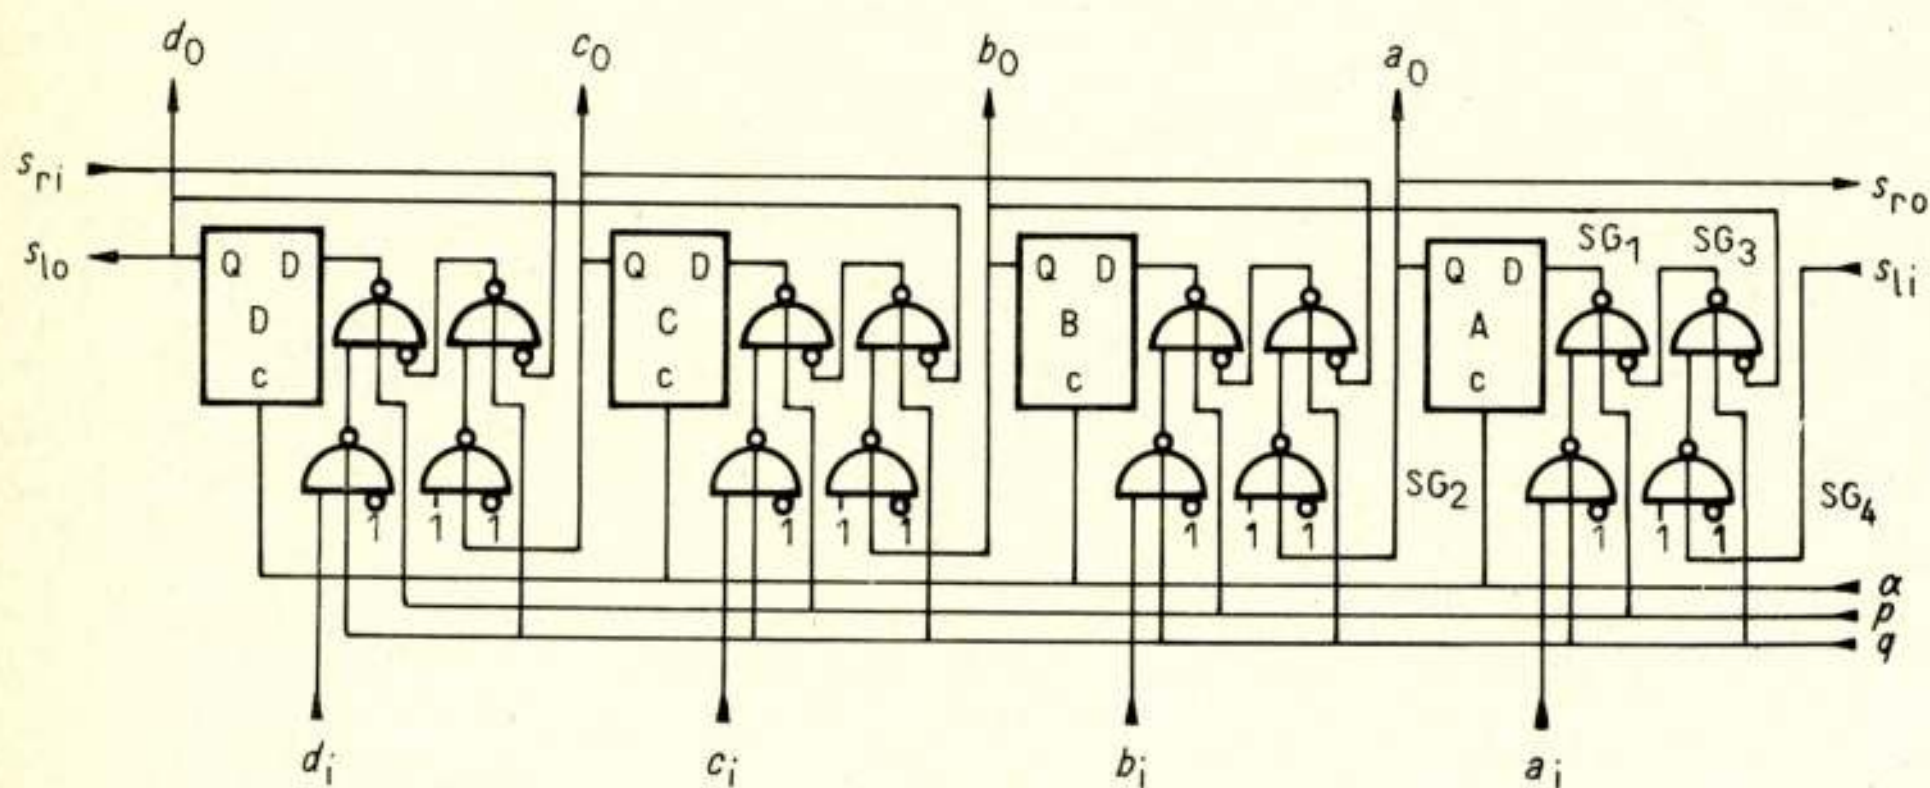 d0 c0 b0 a0
sri sro
SG1 SG3
slo Q D Q D Q D Q D sli
D C B A
c c c c
SG2 SG4
1 1 1 1 1 1 1 1 1 1 1 1
α
p
q
di ci bi ai